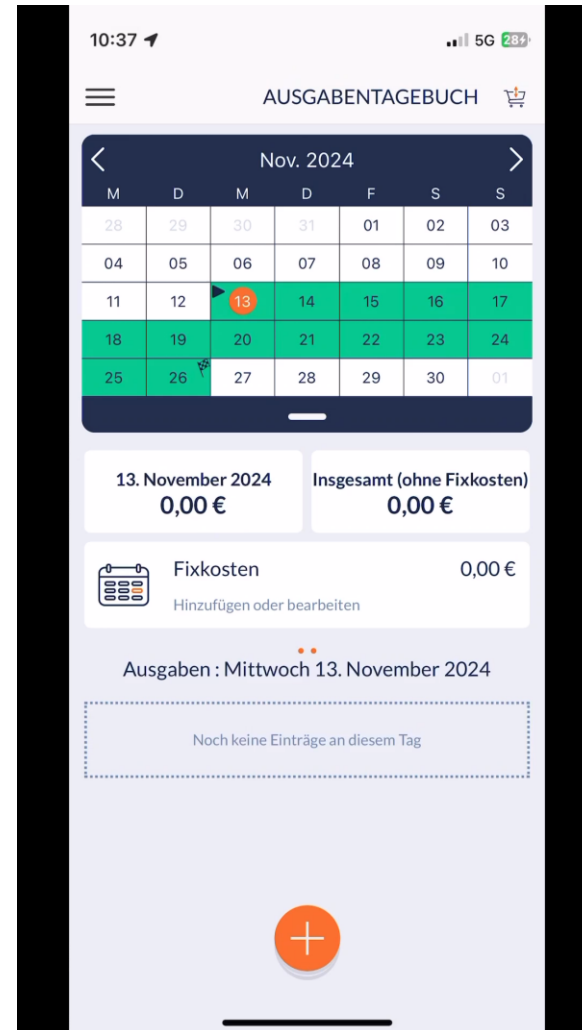 10:37 5G 28
AUSGABENTAGEBUCH
Nov. 2024
M D M D F S S
28 29 30 31 01 02 03
04 05 06 07 08 09 10
11 12 13 14 15 16 17
18 19 20 21 22 23 24
25 26 27 28 29 30 01
13. November 2024 Insgesamt (ohne Fixkosten)
0,00 € 0,00 €
Fixkosten 0,00 €
Hinzufügen oder bearbeiten
Ausgaben : Mittwoch 13. November 2024
Noch keine Einträge an diesem Tag